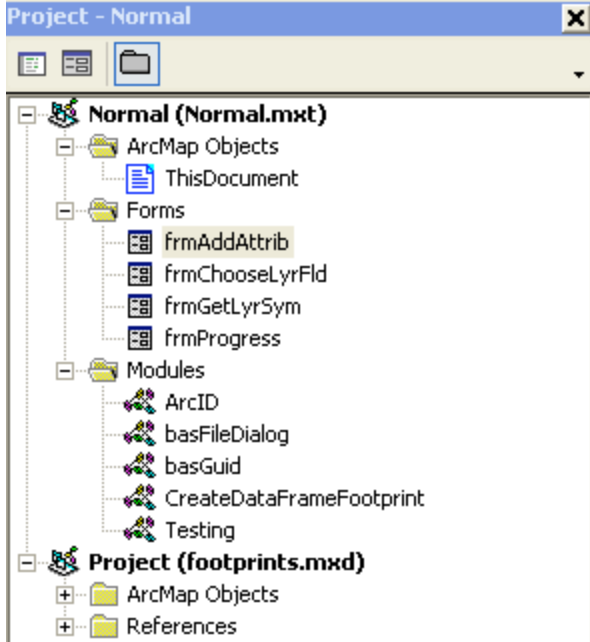 Project - Normal
Normal (Normal.mxt)
ArcMap Objects
ThisDocument
Forms
frmAddAttrib
frmChooseLyrFld
frmGetLyrSym
frmProgress
Modules
ArcID
basFileDialog
basGuid
CreateDataFrameFootprint
Testing
Project (footprints.mxd)
ArcMap Objects
References